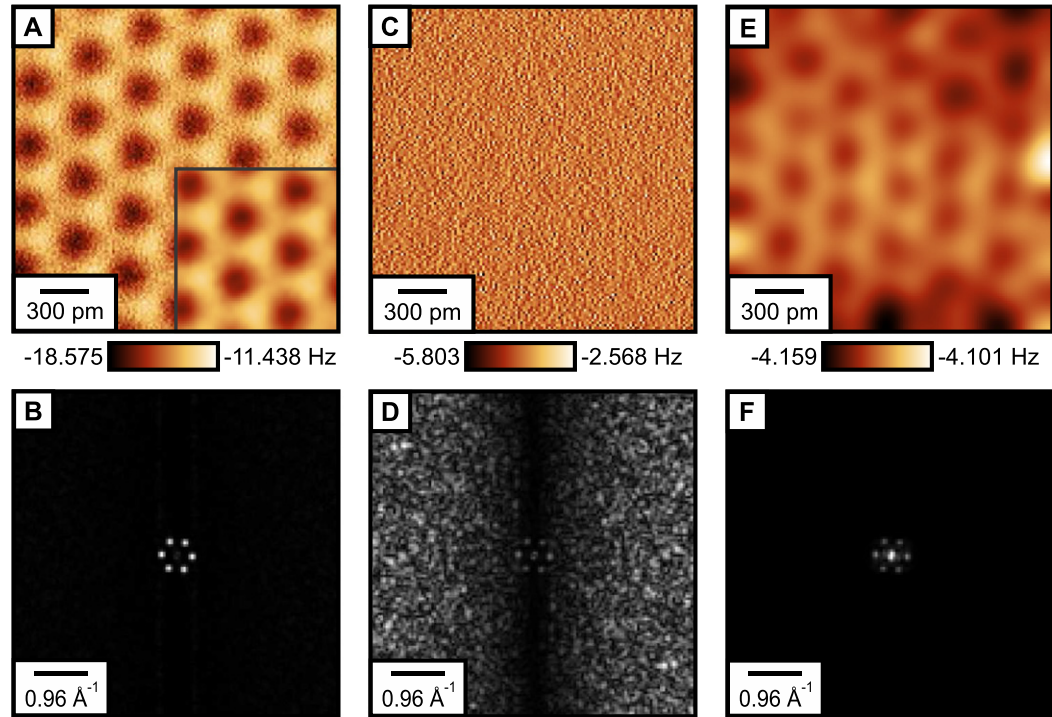 A
C
E
300 pm
300 pm
300 pm
-18.575 -11.438 Hz
-5.803 -2.568 Hz
-4.159 -4.101 Hz
B
D
F
0.96 Å⁻¹
0.96 Å⁻¹
0.96 Å⁻¹